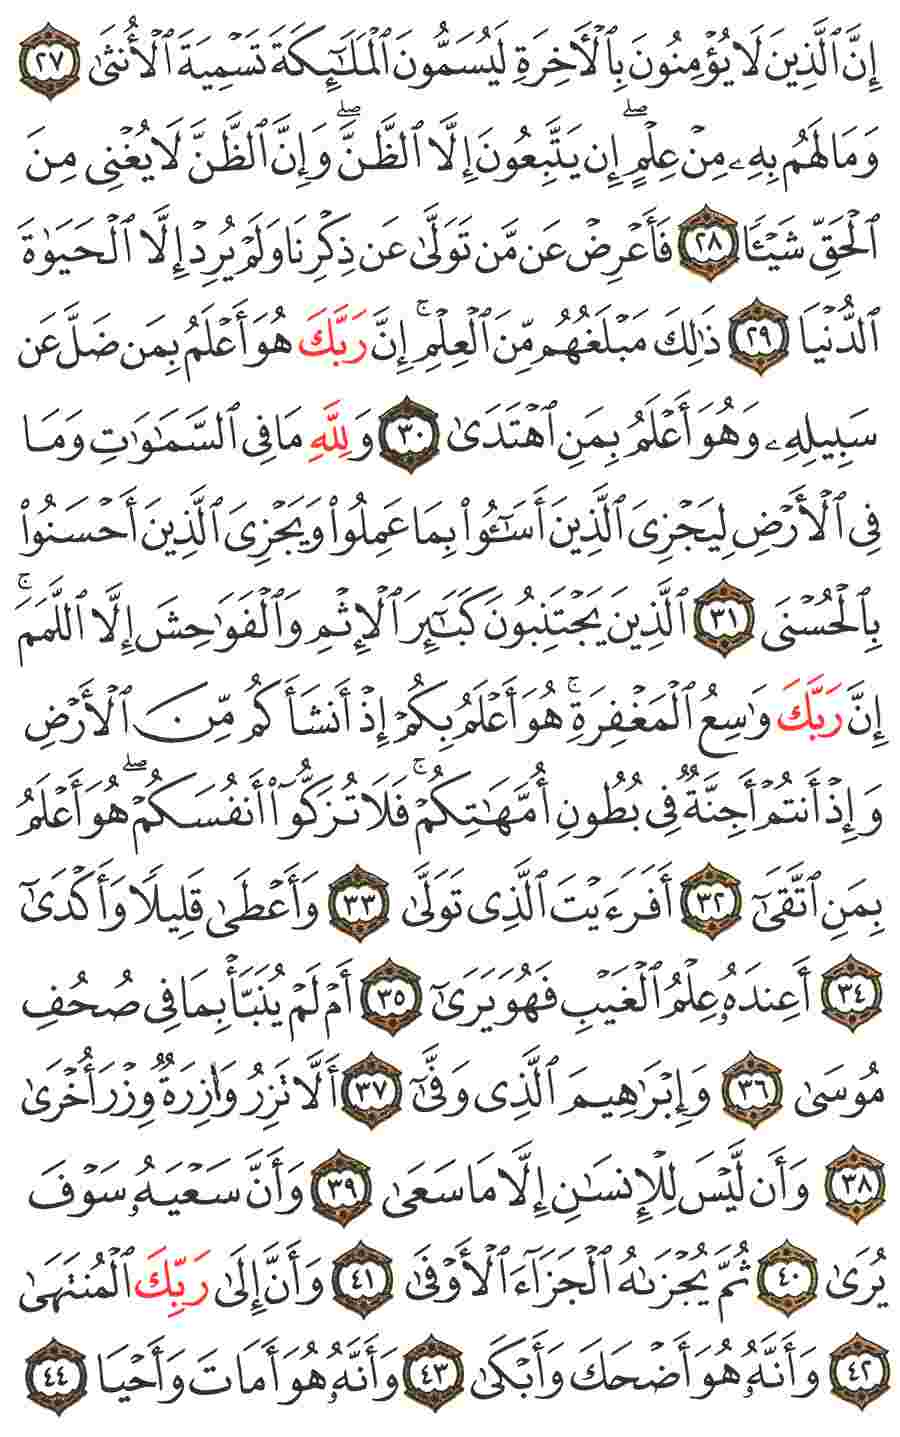 إِنَّ ٱلَّذِينَ لَا يُؤْمِنُونَ بِٱلْأَخِرَةِ لَيُسَمُّونَ ٱلْمَلَٰٓئِكَةَ تَسْمِيَةَ ٱلْأُنثَىٰ ٢٧
وَمَا لَهُم بِهِۦ مِنْ عِلْمٍ ۖ إِن يَتَّبِعُونَ إِلَّا ٱلظَّنَّ ۖ وَإِنَّ ٱلظَّنَّ لَا يُغْنِى مِنَ
ٱلْحَقِّ شَيْـًٔا ٢٨ فَأَعْرِضْ عَن مَّن تَوَلَّىٰ عَن ذِكْرِنَا وَلَمْ يُرِدْ إِلَّا ٱلْحَيَوٰةَ
ٱلدُّنْيَا ٢٩ ذَٰلِكَ مَبْلَغُهُم مِّنَ ٱلْعِلْمِ ۚ إِنَّ رَبَّكَ هُوَ أَعْلَمُ بِمَن ضَلَّ عَن
سَبِيلِهِۦ وَهُوَ أَعْلَمُ بِمَنِ ٱهْتَدَىٰ ٣٠ وَلِلَّهِ مَا فِى ٱلسَّمَٰوَٰتِ وَمَا
فِى ٱلْأَرْضِ لِيَجْزِىَ ٱلَّذِينَ أَسَٰٓـُٔوا۟ بِمَا عَمِلُوا۟ وَيَجْزِىَ ٱلَّذِينَ أَحْسَنُوا۟
بِٱلْحُسْنَى ٣١ ٱلَّذِينَ يَجْتَنِبُونَ كَبَٰٓئِرَ ٱلْإِثْمِ وَٱلْفَوَٰحِشَ إِلَّا ٱللَّمَمَ ۚ
إِنَّ رَبَّكَ وَٰسِعُ ٱلْمَغْفِرَةِ ۚ هُوَ أَعْلَمُ بِكُمْ إِذْ أَنشَأَكُم مِّنَ ٱلْأَرْضِ
وَإِذْ أَنتُمْ أَجِنَّةٌ فِى بُطُونِ أُمَّهَٰتِكُمْ ۚ فَلَا تُزَكُّوٓا۟ أَنفُسَكُمْ ۖ هُوَ أَعْلَمُ
بِمَنِ ٱتَّقَىٰٓ ٣٢ أَفَرَءَيْتَ ٱلَّذِى تَوَلَّىٰ ٣٣ وَأَعْطَىٰ قَلِيلًا وَأَكْدَىٰٓ
٣٤ أَعِندَهُۥ عِلْمُ ٱلْغَيْبِ فَهُوَ يَرَىٰٓ ٣٥ أَمْ لَمْ يُنَبَّأْ بِمَا فِى صُحُفِ
مُوسَىٰ ٣٦ وَإِبْرَٰهِيمَ ٱلَّذِى وَفَّىٰٓ ٣٧ أَلَّا تَزِرُ وَازِرَةٌ وِزْرَ أُخْرَىٰ
٣٨ وَأَن لَّيْسَ لِلْإِنسَٰنِ إِلَّا مَا سَعَىٰ ٣٩ وَأَنَّ سَعْيَهُۥ سَوْفَ
يُرَىٰ ٤٠ ثُمَّ يُجْزَىٰهُ ٱلْجَزَآءَ ٱلْأَوْفَىٰ ٤١ وَأَنَّ إِلَىٰ رَبِّكَ ٱلْمُنتَهَىٰ
٤٢ وَأَنَّهُۥ هُوَ أَضْحَكَ وَأَبْكَىٰ ٤٣ وَأَنَّهُۥ هُوَ أَمَاتَ وَأَحْيَا ٤٤